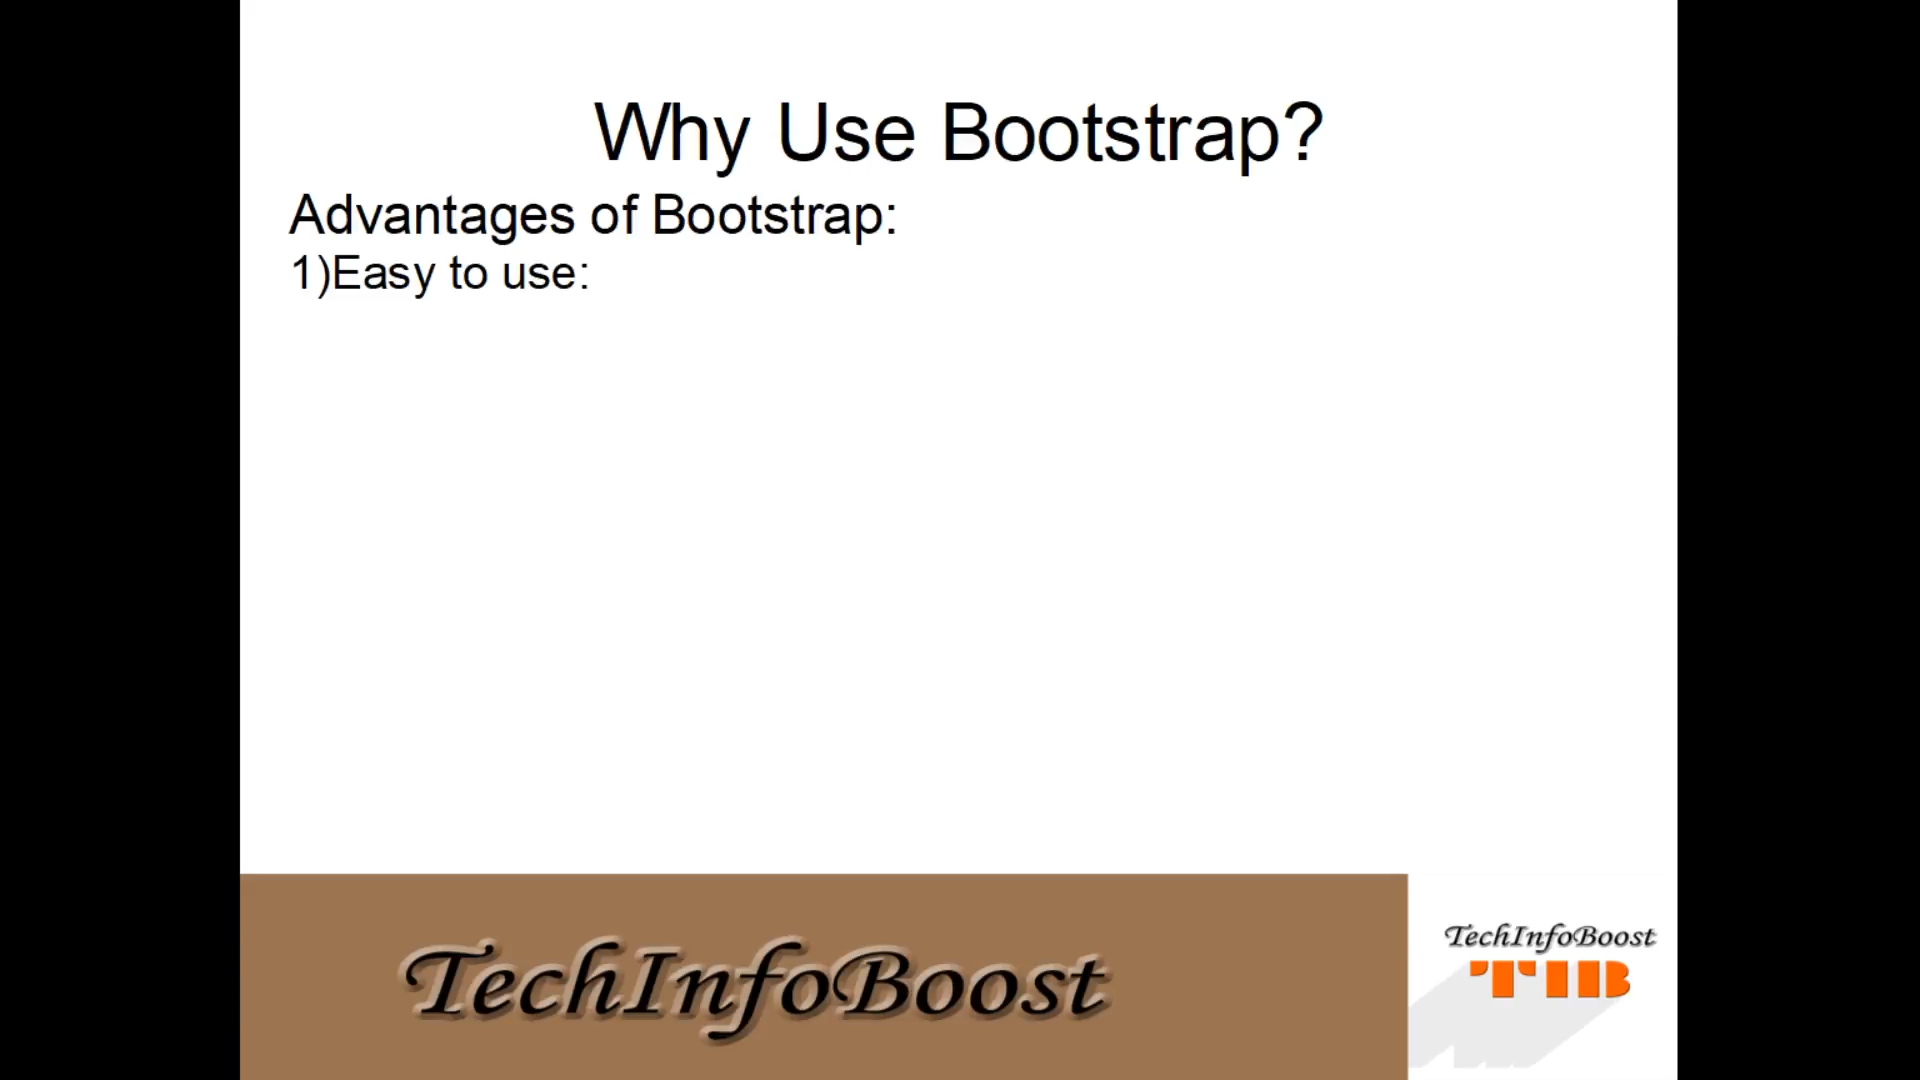 Why Use Bootstrap?
Advantages of Bootstrap:
1)Easy to use:
TechInfoBoost
TechInfoBoost
TIB